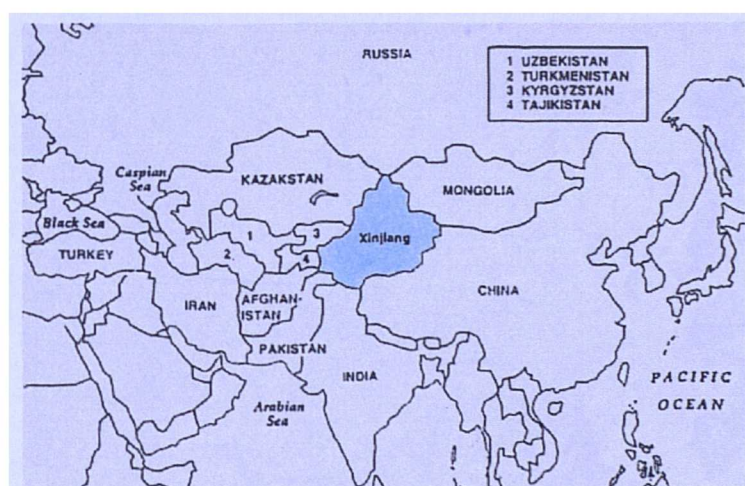 RUSSIA
1 UZBEKISTAN
2 TURKMENISTAN
3 KYRGYZSTAN
4 TAJIKISTAN
Caspian
Sea
KAZAKSTAN
MONGOLIA
Black Sea
1
3
Xinjiang
TURKEY
2
4
CHINA
IRAN
AFGHAN-
ISTAN
PAKISTAN
INDIA
PACIFIC
OCEAN
Arabian
Sea